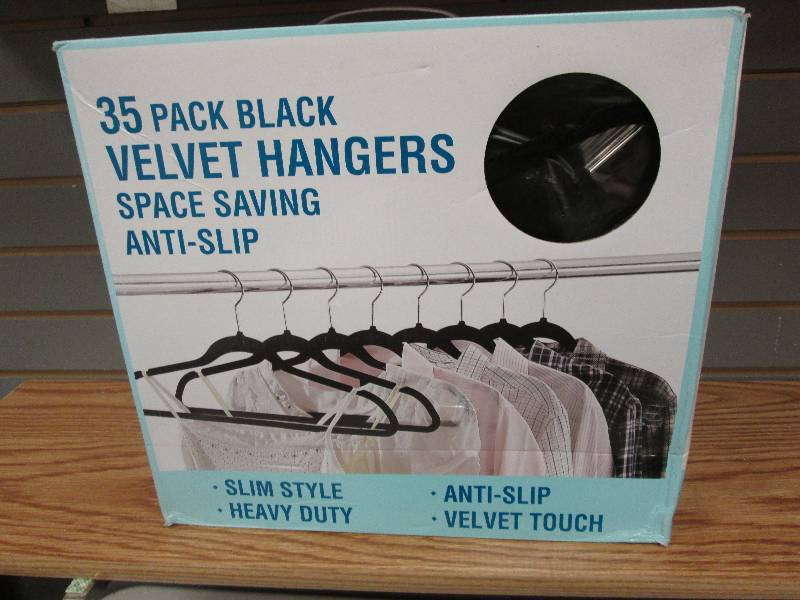 35 PACK BLACK
VELVET HANGERS
SPACE SAVING
ANTI-SLIP
· SLIM STYLE
· HEAVY DUTY
· ANTI-SLIP
· VELVET TOUCH